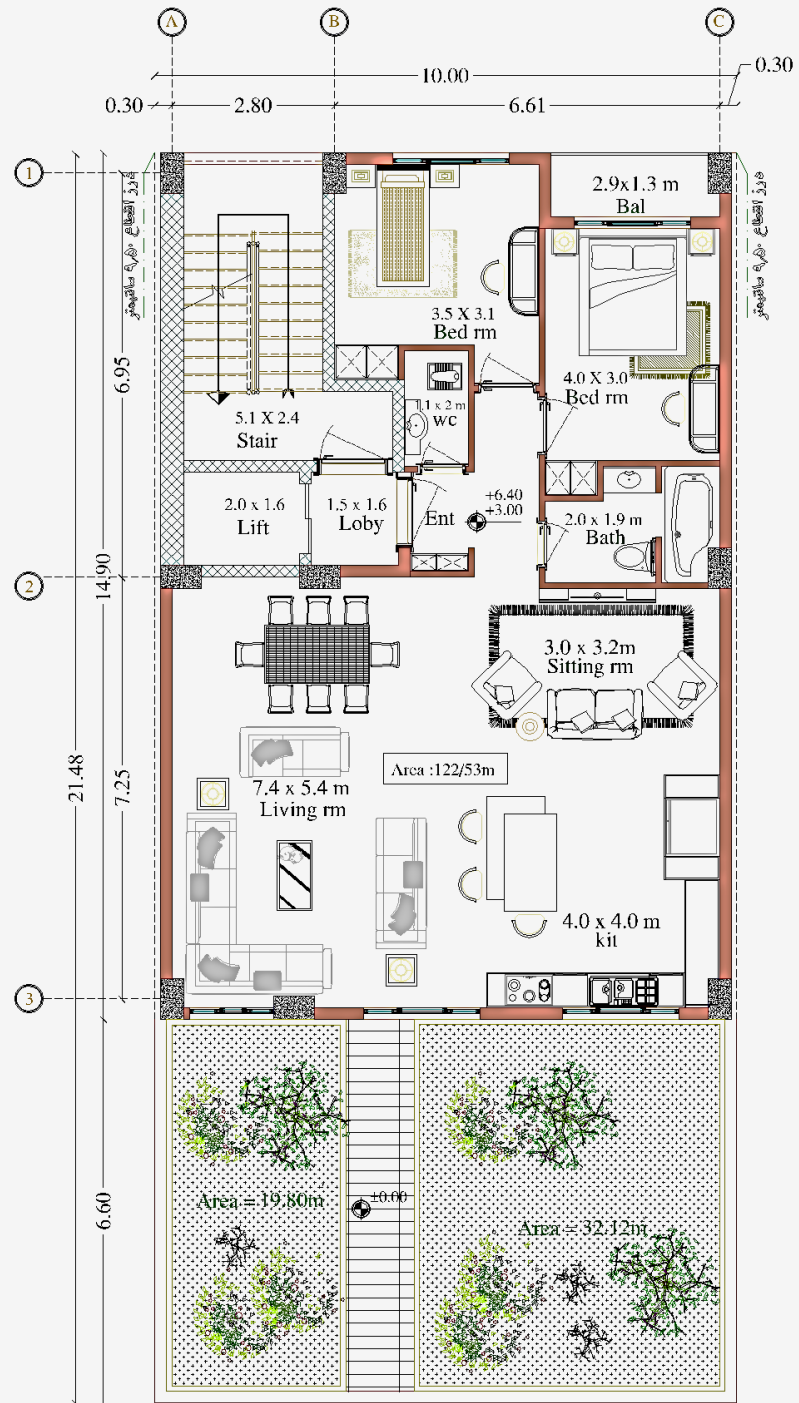 A
B
C
10.00
0.30
0.30
2.80
6.61
1
2.9x1.3 m
Bal
3.5 X 3.1
Bed rm
4.0 X 3.0
Bed rm
6.95
1 x 2 m
wc
5.1 X 2.4
Stair
2.0 x 1.6
Lift
1.5 x 1.6
Loby
Ent
+6.40
+3.00
2.0 x 1.9 m
Bath
2
14.90
3.0 x 3.2m
Sitting rm
21.48
7.25
7.4 x 5.4 m
Living rm
Area :122/53m
4.0 x 4.0 m
kit
3
6.60
Area = 19.80m
±0.00
Area = 32.12m